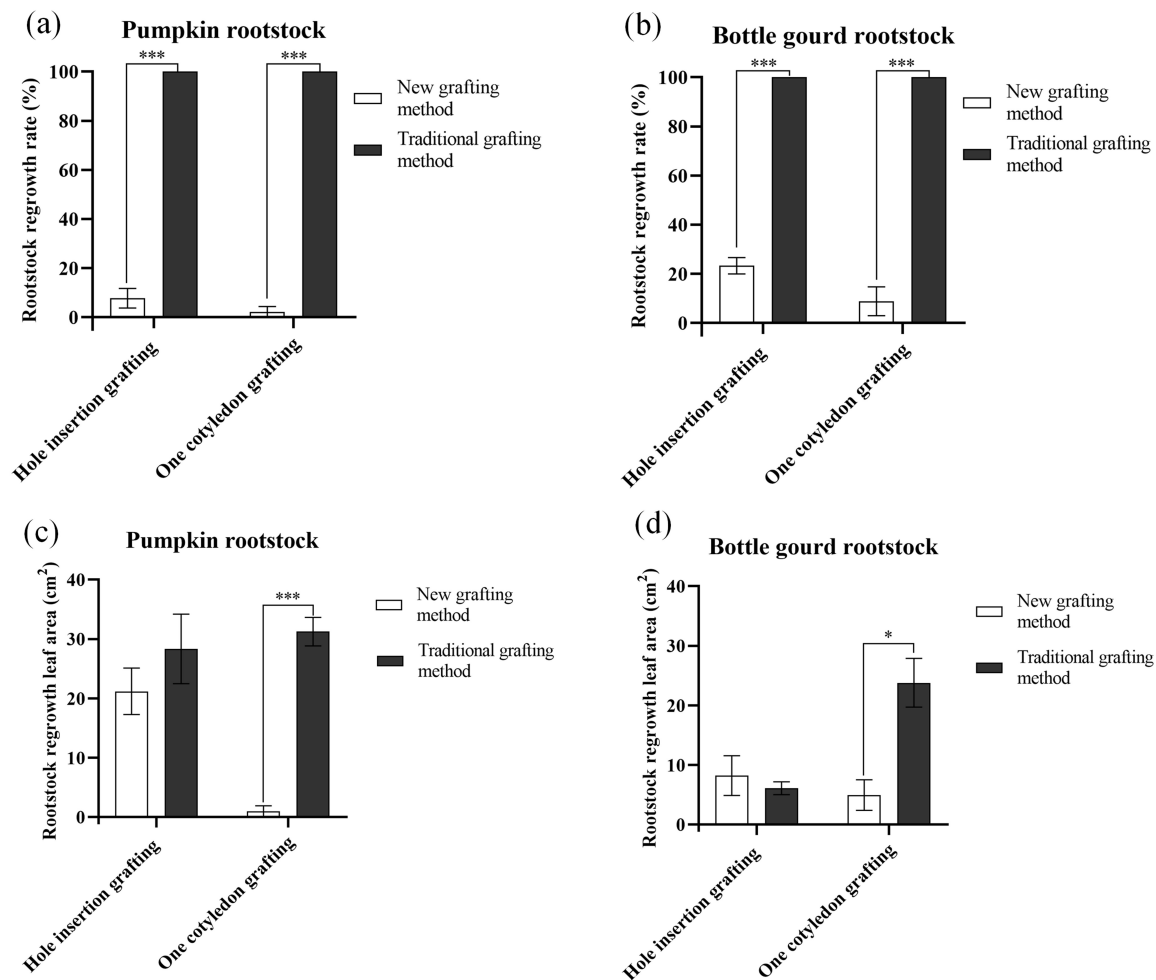 (a)
Pumpkin rootstock
Rootstock regrowth rate (%)
100
80
60
40
20
0
***
***
New grafting
method
Traditional grafting
method
Hole insertion grafting
One cotyledon grafting
(b)
Bottle gourd rootstock
Rootstock regrowth rate (%)
100
80
60
40
20
0
***
***
New grafting
method
Traditional grafting
method
Hole insertion grafting
One cotyledon grafting
(c)
Pumpkin rootstock
Rootstock regrowth leaf area (cm²)
40
30
20
10
0
***
New grafting
method
Traditional grafting
method
Hole insertion grafting
One cotyledon grafting
(d)
Bottle gourd rootstock
Rootstock regrowth leaf area (cm²)
40
30
20
10
0
*
New grafting
method
Traditional grafting
method
Hole insertion grafting
One cotyledon grafting